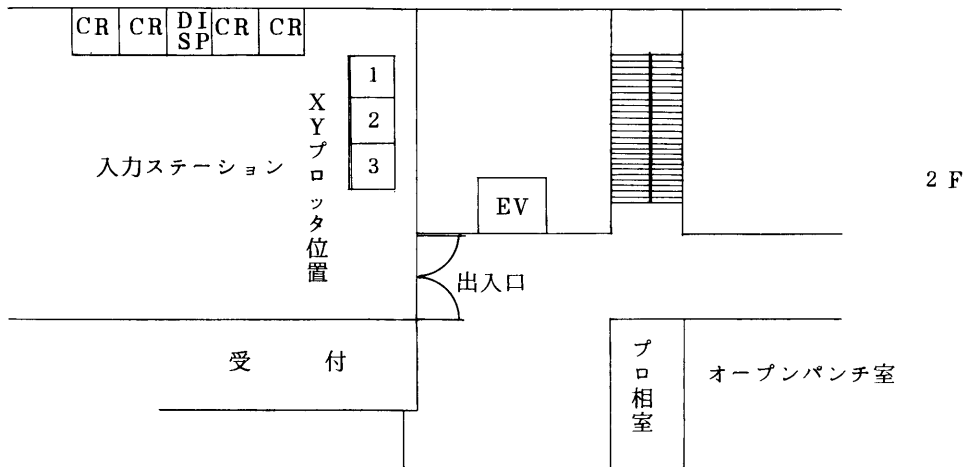 CR
CR
DI
SP
CR
CR
1
2
3
XYプロッタ位置
入力ステーション
EV
2F
出入口
受付
プロ相室
オープンパンチ室